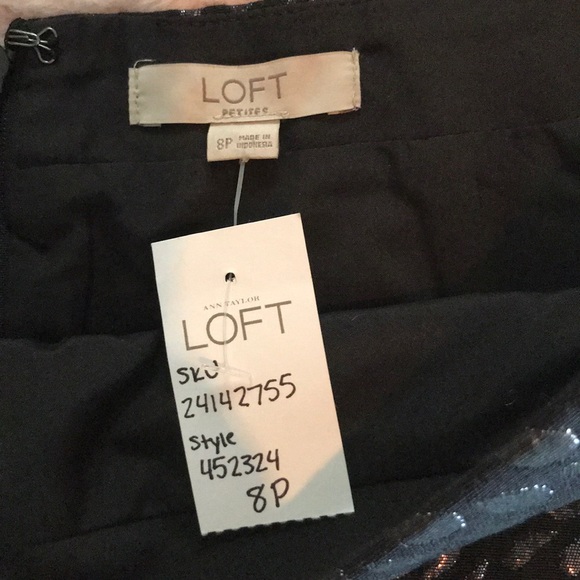 LOFT
PETITES
8P MADE IN
INDONESIA
ANN TAYLOR
LOFT
SKU
24142755
Style
452324
8P